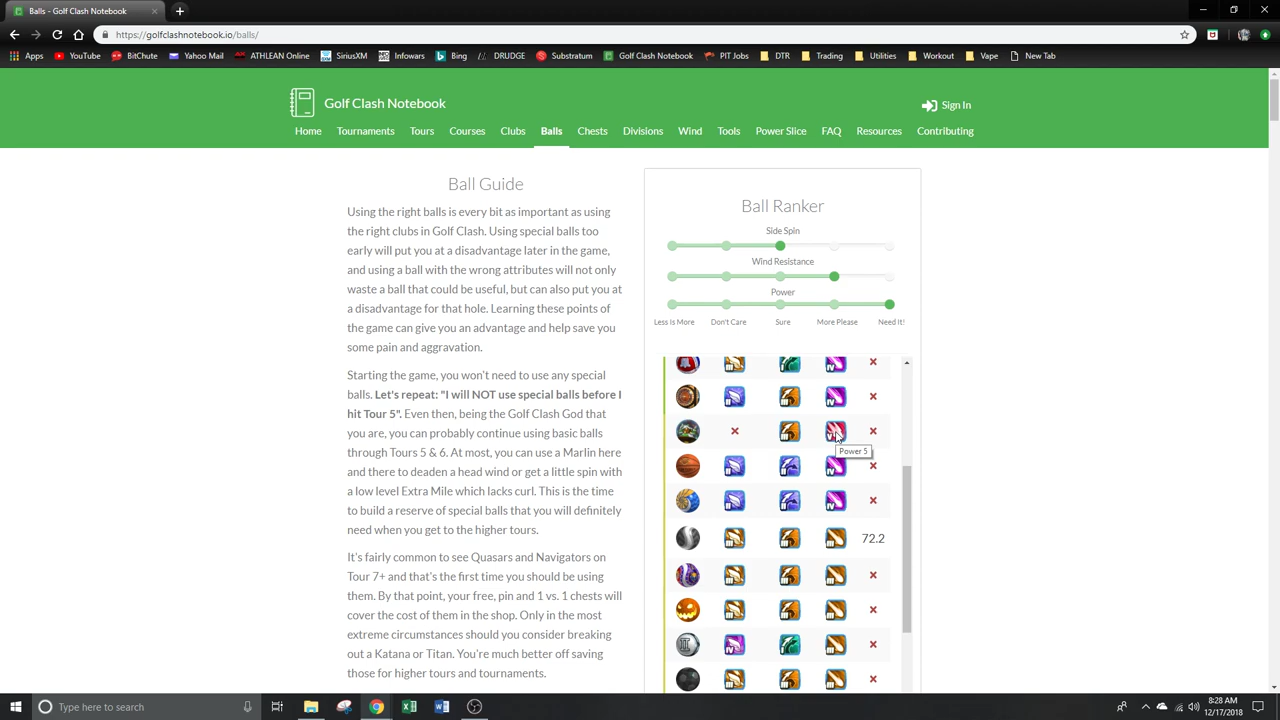 Balls - Golf Clash Notebook
https://golfclashnotebook.io/balls/
Apps YouTube BitChute Yahoo Mail ATHLEAN Online SiriusXM Infowars Bing DRUDGE Substratum Golf Clash Notebook PIT Jobs DTR Trading Utilities Workout Vape New Tab
Golf Clash Notebook
Sign In
Home Tournaments Tours Courses Clubs Balls Chests Divisions Wind Tools Power Slice FAQ Resources Contributing
Ball Guide
Using the right balls is every bit as important as using
the right clubs in Golf Clash. Using special balls too
early will put you at a disadvantage later in the game,
and using a ball with the wrong attributes will not only
waste a ball that could be useful, but can also put you at
a disadvantage for that hole. Learning these points of
the game can give you an advantage and help save you
some pain and aggravation.
Starting the game, you won't need to use any special
balls. Let's repeat: "I will NOT use special balls before I
hit Tour 5". Even then, being the Golf Clash God that
you are, you can probably continue using basic balls
through Tours 5 & 6. At most, you can use a Marlin here
and there to deaden a head wind or get a little spin with
a low level Extra Mile which lacks curl. This is the time
to build a reserve of special balls that you will definitely
need when you get to the higher tours.
It's fairly common to see Quasars and Navigators on
Tour 7+ and that's the first time you should be using
them. By that point, your free, pin and 1 vs. 1 chests will
cover the cost of them in the shop. Only in the most
extreme circumstances should you consider breaking
out a Katana or Titan. You're much better off saving
those for higher tours and tournaments.
Ball Ranker
Side Spin
Wind Resistance
Power
Less is More Don't Care Sure More Please Need It!
Power 5
72.2
Type here to search
8:28 AM
12/17/2018